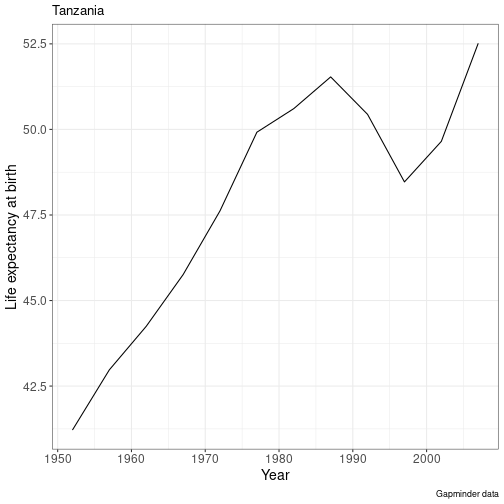 Tanzania
52.5
50.0
47.5
45.0
42.5
Life expectancy at birth
1950 1960 1970 1980 1990 2000
Year
Gapminder data